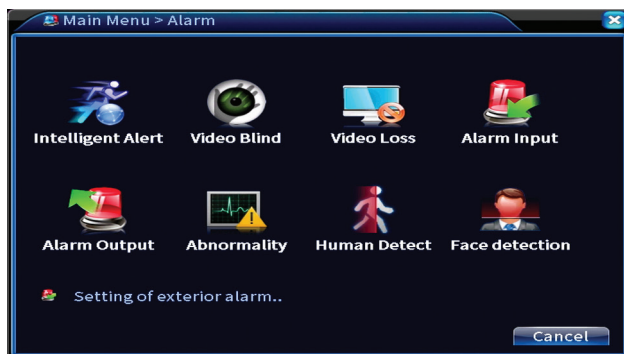 Main Menu > Alarm
Intelligent Alert Video Blind Video Loss Alarm Input
Alarm Output Abnormality Human Detect Face detection
Setting of exterior alarm..
Cancel